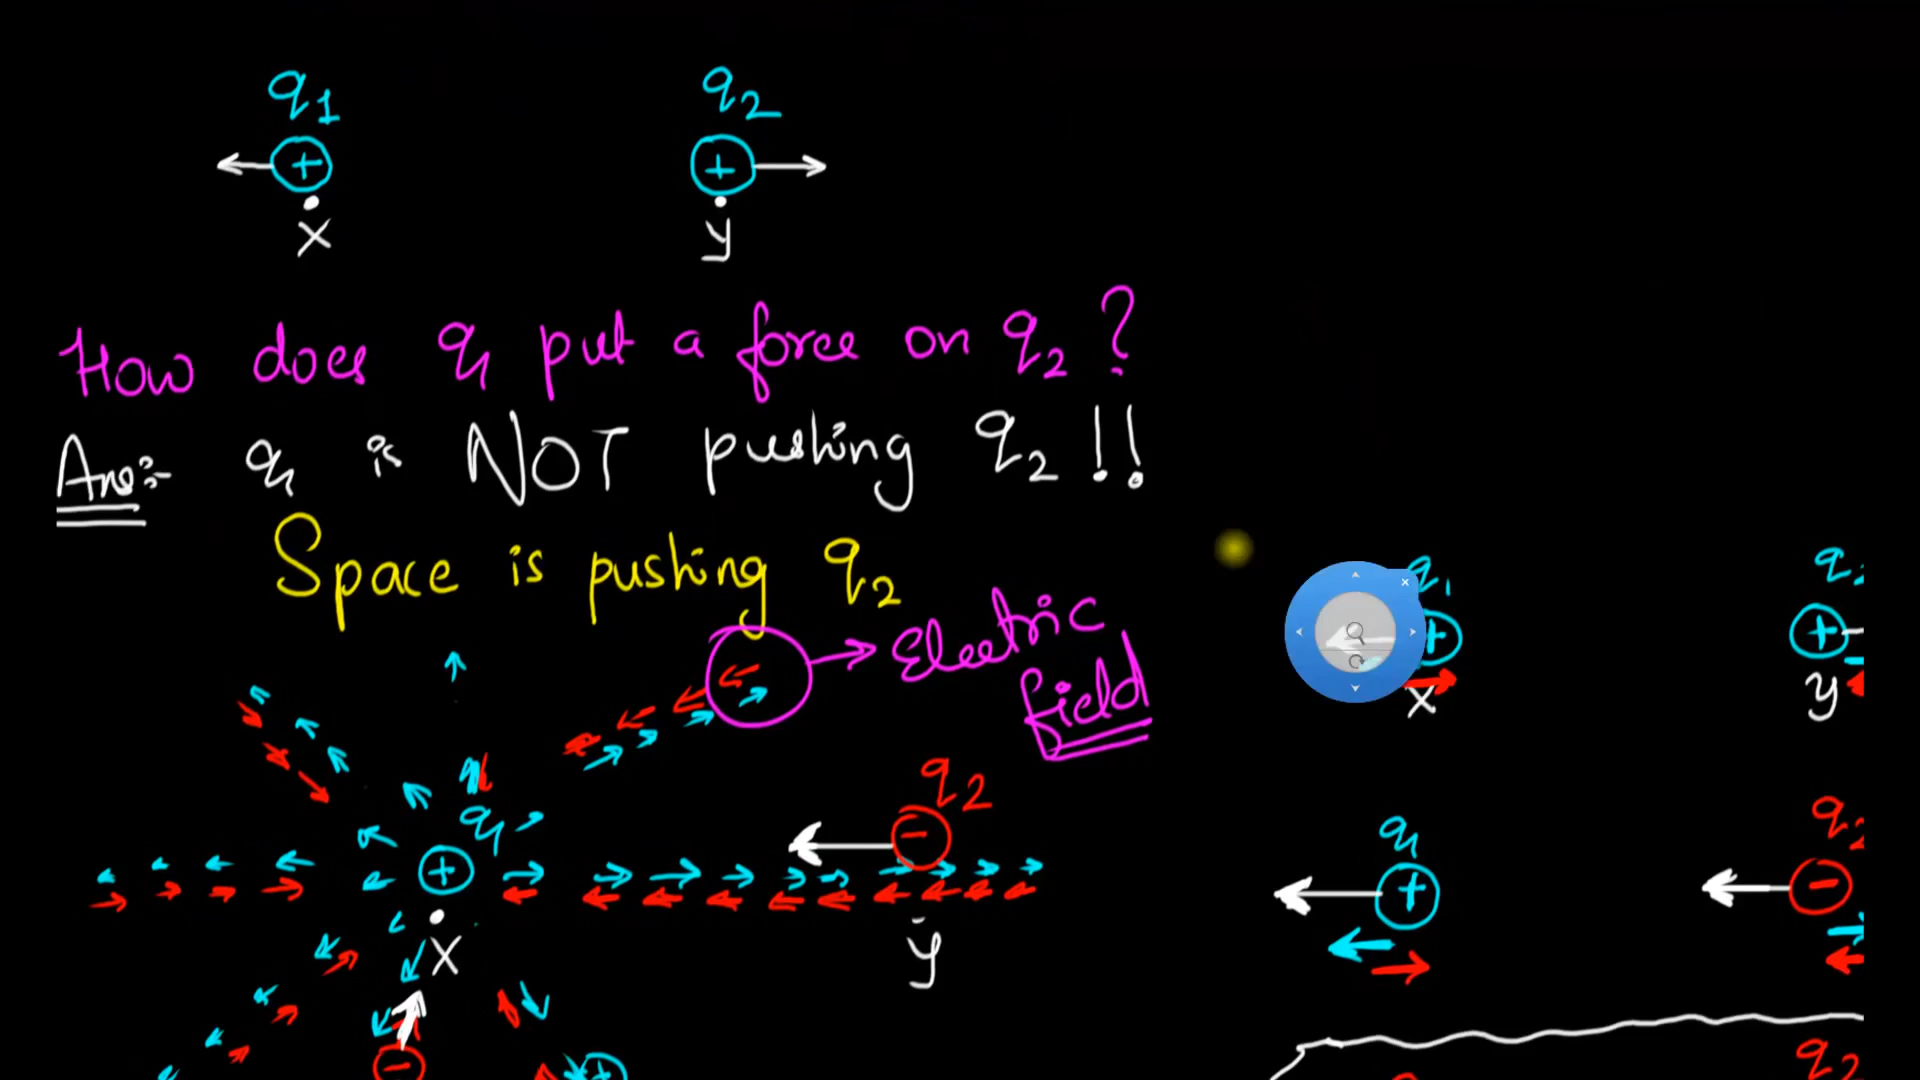 q1 q2
x y
How does q1 put a force on q2?
Ans:- q1 is NOT pushing q2!!
Space is pushing q2
Electric
field
q1
q2
x y
q2
q1
x y
q1
q2
q2